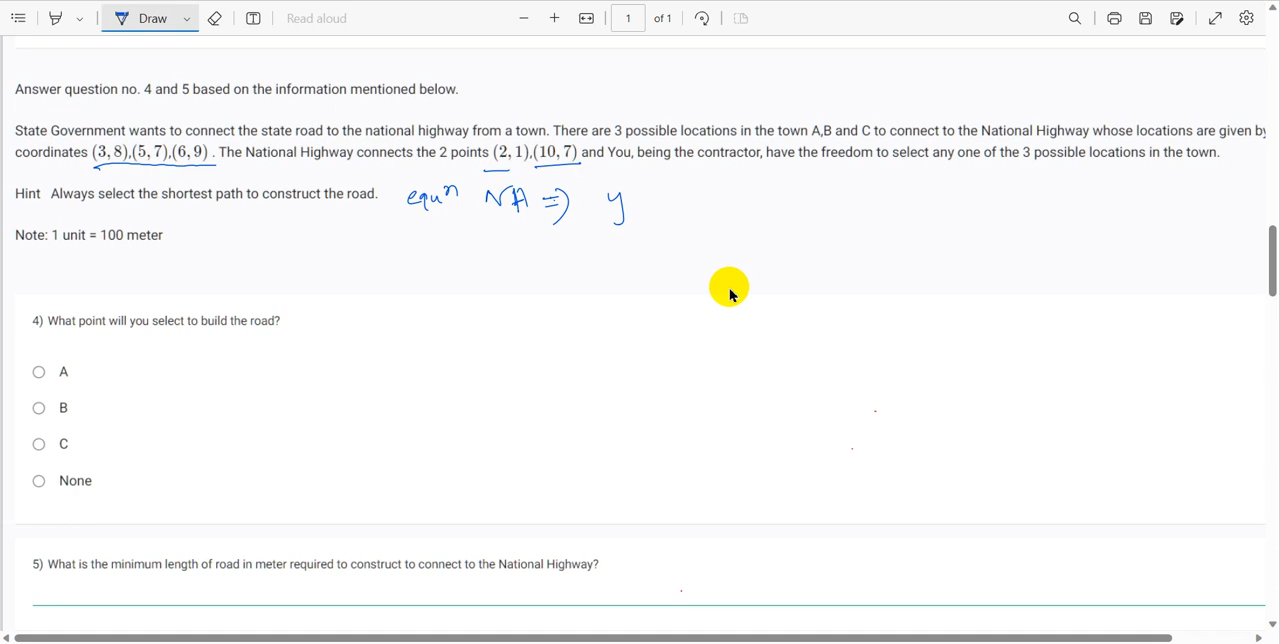 Draw
Read aloud
1 of 1
Answer question no. 4 and 5 based on the information mentioned below.
State Government wants to connect the state road to the national highway from a town. There are 3 possible locations in the town A,B and C to connect to the National Highway whose locations are given by
coordinates (3, 8),(5, 7),(6, 9) . The National Highway connects the 2 points (2, 1),(10, 7) and You, being the contractor, have the freedom to select any one of the 3 possible locations in the town.
Hint Always select the shortest path to construct the road. equⁿ NH ⇒ y
Note: 1 unit = 100 meter
4) What point will you select to build the road?
A
B
C
None
5) What is the minimum length of road in meter required to construct to connect to the National Highway?